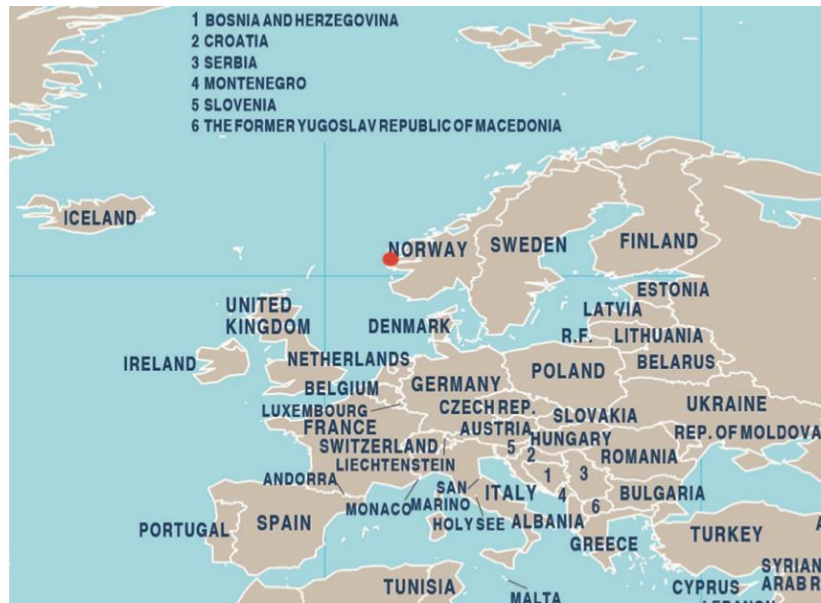 1 BOSNIA AND HERZEGOVINA
2 CROATIA
3 SERBIA
4 MONTENEGRO
5 SLOVENIA
6 THE FORMER YUGOSLAV REPUBLIC OF MACEDONIA
ICELAND
NORWAY
SWEDEN
FINLAND
ESTONIA
UNITED
KINGDOM
LATVIA
DENMARK
R.F.
LITHUANIA
IRELAND
NETHERLANDS
BELARUS
BELGIUM
GERMANY
POLAND
LUXEMBOURG
CZECH REP.
UKRAINE
FRANCE
SLOVAKIA
AUSTRIA
REP. OF MOLDOVA
SWITZERLAND
5
2
HUNGARY
ROMANIA
LIECHTENSTEIN
ANDORRA
1
3
SAN
MARINO
ITALY
4
6
BULGARIA
MONACO
HOLY SEE
ALBANIA
PORTUGAL
SPAIN
GREECE
TURKEY
SYRIAN
ARAB R
TUNISIA
CYPRUS
MALTA
LEBANON